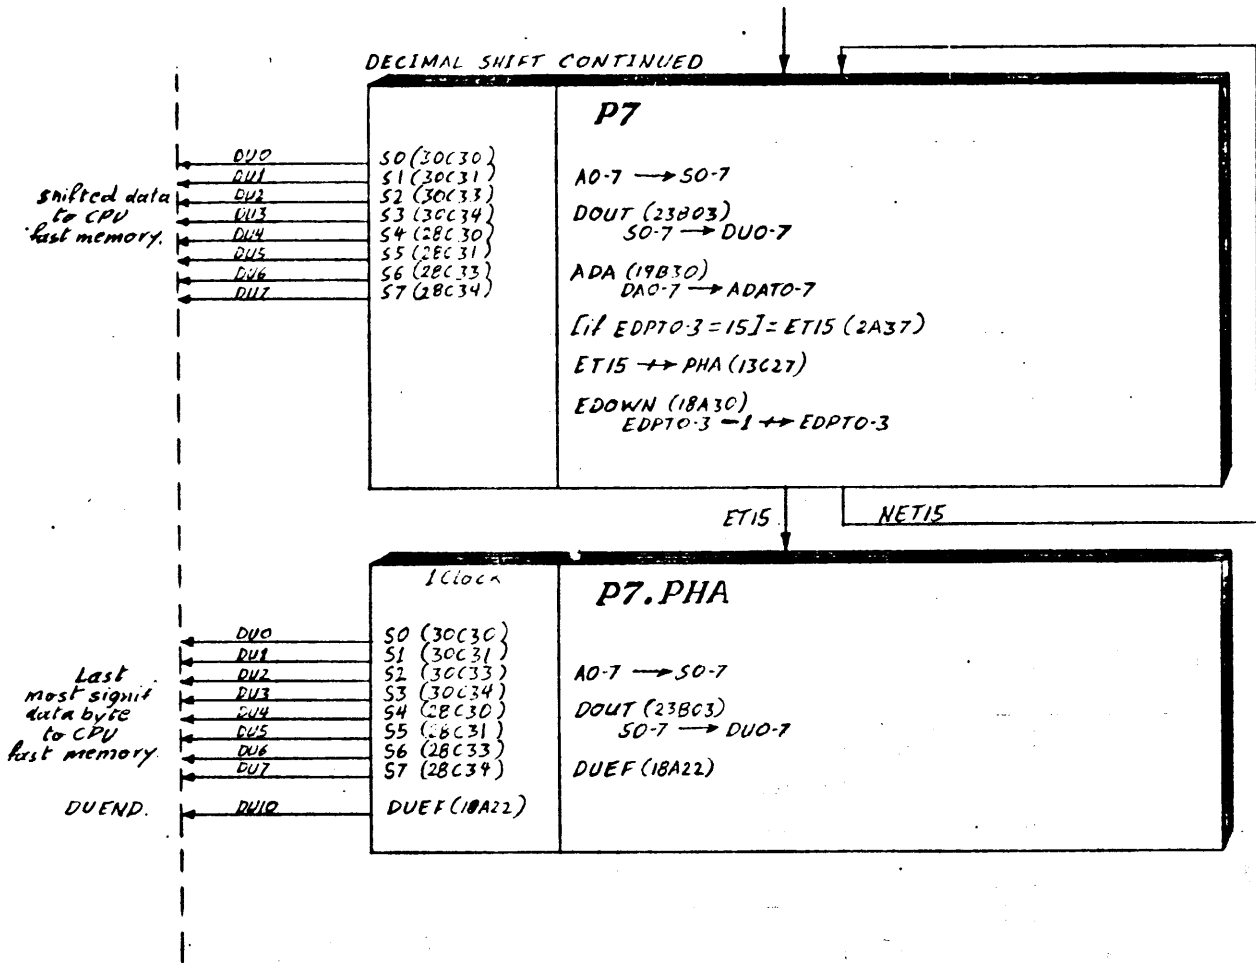 DECIMAL SHIFT CONTINUED
P7
DU0 S0 (30C30)
DU1 S1 (30C31)
DU2 S2 (30C33)
DU3 S3 (30C34)
DU4 S4 (28C30)
DU5 S5 (28C31)
DU6 S6 (28C33)
DU7 S7 (28C34)
shifted data
to CPU
fast memory.
A0-7 → S0-7
DOUT (23B03)
S0-7 → DU0-7
ADA (19B30)
DA0-7 → ADAT0-7
[if EDPT0-3 = 15] = ET15 (2A37)
ET15 ↔ PHA (13C27)
EDOWN (18A30)
EDPT0-3 - 1 ↔ EDPT0-3
ET15 NET15
1 Clock
P7.PHA
DU0 S0 (30C30)
DU1 S1 (30C31)
DU2 S2 (30C33)
DU3 S3 (30C34)
DU4 S4 (28C30)
DU5 S5 (28C31)
DU6 S6 (28C33)
DU7 S7 (28C34)
Last
most signif
data byte
to CPU
fast memory.
A0-7 → S0-7
DOUT (23B03)
S0-7 → DU0-7
DUEF (18A22)
DUEND. DU10 DUEF (18A22)